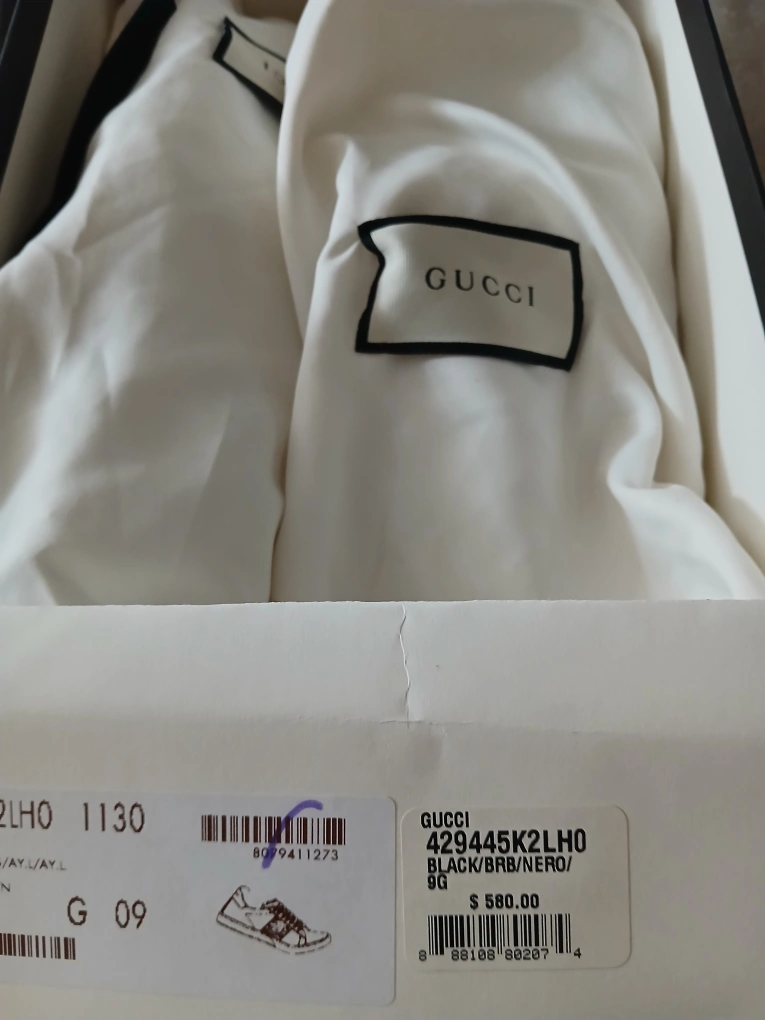 GUCCI
2LH0 1130
/AY.L/AY.L
N
G 09
8079411273
GUCCI
429445K2LH0
BLACK/BRB/NERO/
9G
$ 580.00
8 88108 80207 4